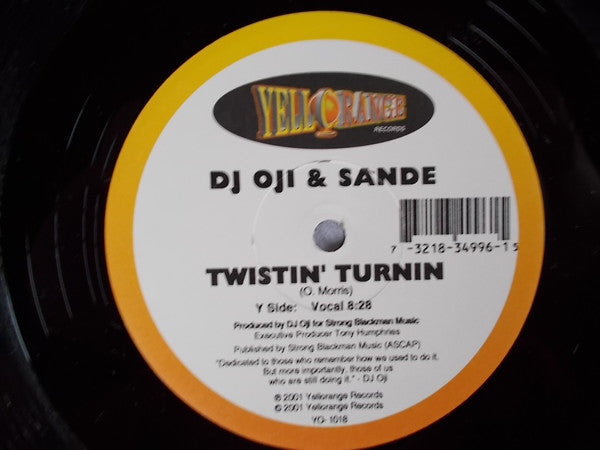 YELLORANGE
RECORDS
DJ OJI & SANDE
7 -3218-34996-1 5
TWISTIN' TURNIN
(O. Morris)
Y Side: Vocal 8:28
Produced by DJ Oji for Strong Blackman Music
Executive Producer Tony Humphries
Published by Strong Blackman Music (ASCAP)
"Dedicated to those who remember how we used to do it.
But more importantly, those of us
who are still doing it." - DJ Oji
℗ 2001 Yellorange Records
© 2001 Yellorange Records
YO- 1018